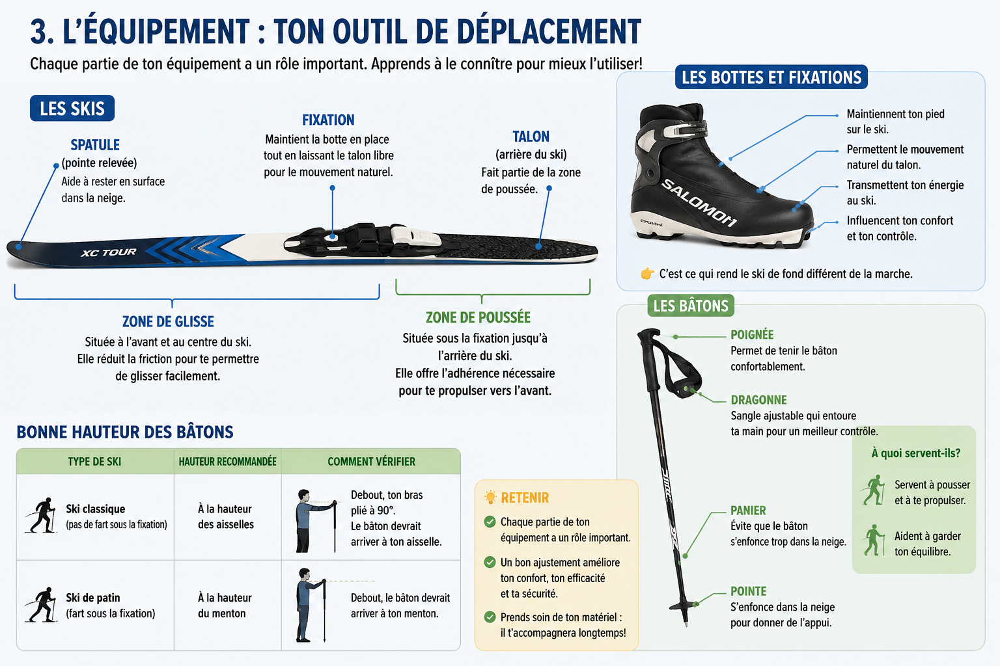 3. L'ÉQUIPEMENT : TON OUTIL DE DÉPLACEMENT
Chaque partie de ton équipement a un rôle important. Apprends à le connître pour mieux l'utiliser!
LES SKIS
SPATULE
(pointe relevée)
Aide à rester en surface
dans la neige.
FIXATION
Maintient la botte en place
tout en laissant le talon libre
pour le mouvement naturel.
TALON
(arrière du ski)
Fait partie de la zone
de poussée.
XC TOUR
ZONE DE GLISSE
Située à l'avant et au centre du ski.
Elle réduit la friction pour te permettre
de glisser facilement.
ZONE DE POUSSÉE
Située sous la fixation jusqu'à
l'arrière du ski.
Elle offre l'adhérence nécessaire
pour te propulser vers l'avant.
LES BOTTES ET FIXATIONS
SALOMON
Maintiennent ton pied
sur le ski.
Permettent le mouvement
naturel du talon.
Transmettent ton énergie
au ski.
Influencent ton confort
et ton contrôle.
C'est ce qui rend le ski de fond différent de la marche.
LES BÂTONS
POIGNÉE
Permet de tenir le bâton
confortablement.
DRAGONNE
Sangle ajustable qui entoure
ta main pour un meilleur contrôle.
PANIER
Évite que le bâton
s'enfonce trop dans la neige.
POINTE
S'enfonce dans la neige
pour donner de l'appui.
À quoi servent-ils?
Servent à pousser
et à te propulser.
Aident à garder
ton équilibre.
BONNE HAUTEUR DES BÂTONS
TYPE DE SKI
HAUTEUR RECOMMANDÉE
COMMENT VÉRIFIER
Ski classique
(pas de fart sous la fixation)
À la hauteur
des aisselles
Debout, ton bras
plié à 90°.
Le bâton devrait
arriver à ton aisselle.
Ski de patin
(fart sous la fixation)
À la hauteur
du menton
Debout, le bâton devrait
arriver à ton menton.
RETENIR
Chaque partie de ton
équipement a un rôle important.
Un bon ajustement améliore
ton confort, ton efficacité
et ta sécurité.
Prends soin de ton matériel :
il t'accompagnera longtemps!